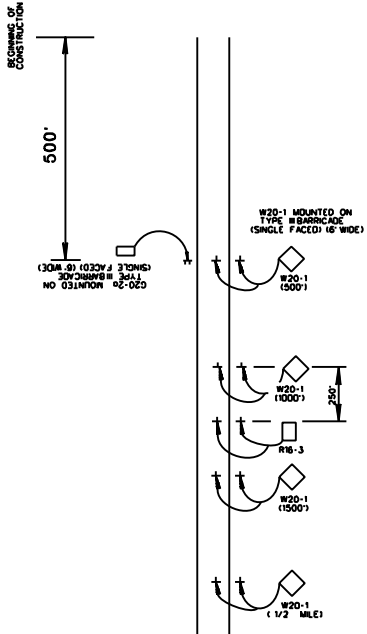 BEGINNING OF
CONSTRUCTION
500'
W20-1 MOUNTED ON
TYPE III BARRICADE
(SINGLE FACED) (6' WIDE)
G20-2a MOUNTED ON
TYPE III BARRICADE
(SINGLE FACED) (6' WIDE)
W20-1
(500')
W20-1
(1000')
250'
R16-3
W20-1
(1500')
W20-1
( 1/2 MILE)